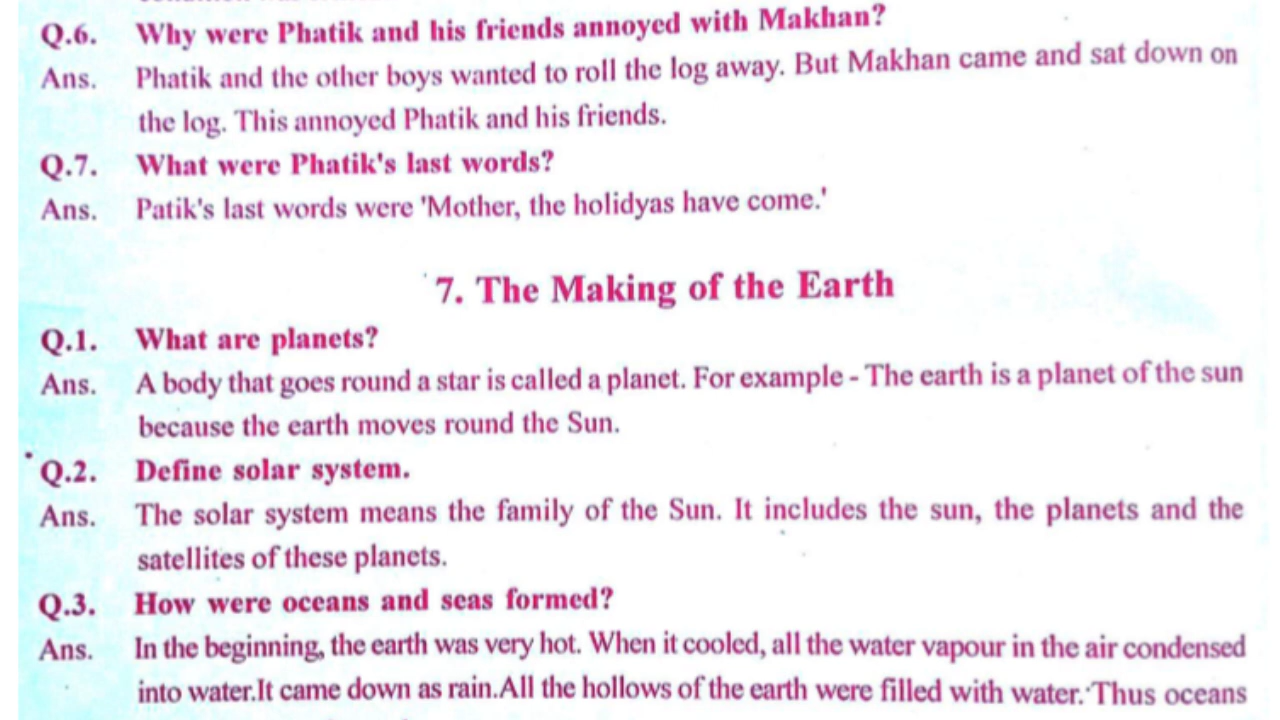 Q.6. Why were Phatik and his friends annoyed with Makhan?
Ans. Phatik and the other boys wanted to roll the log away. But Makhan came and sat down on
the log. This annoyed Phatik and his friends.
Q.7. What were Phatik's last words?
Ans. Patik's last words were 'Mother, the holidyas have come.'
7. The Making of the Earth
Q.1. What are planets?
Ans. A body that goes round a star is called a planet. For example - The earth is a planet of the sun
because the earth moves round the Sun.
Q.2. Define solar system.
Ans. The solar system means the family of the Sun. It includes the sun, the planets and the
satellites of these planets.
Q.3. How were oceans and seas formed?
Ans. In the beginning, the earth was very hot. When it cooled, all the water vapour in the air condensed
into water.It came down as rain.All the hollows of the earth were filled with water. Thus oceans